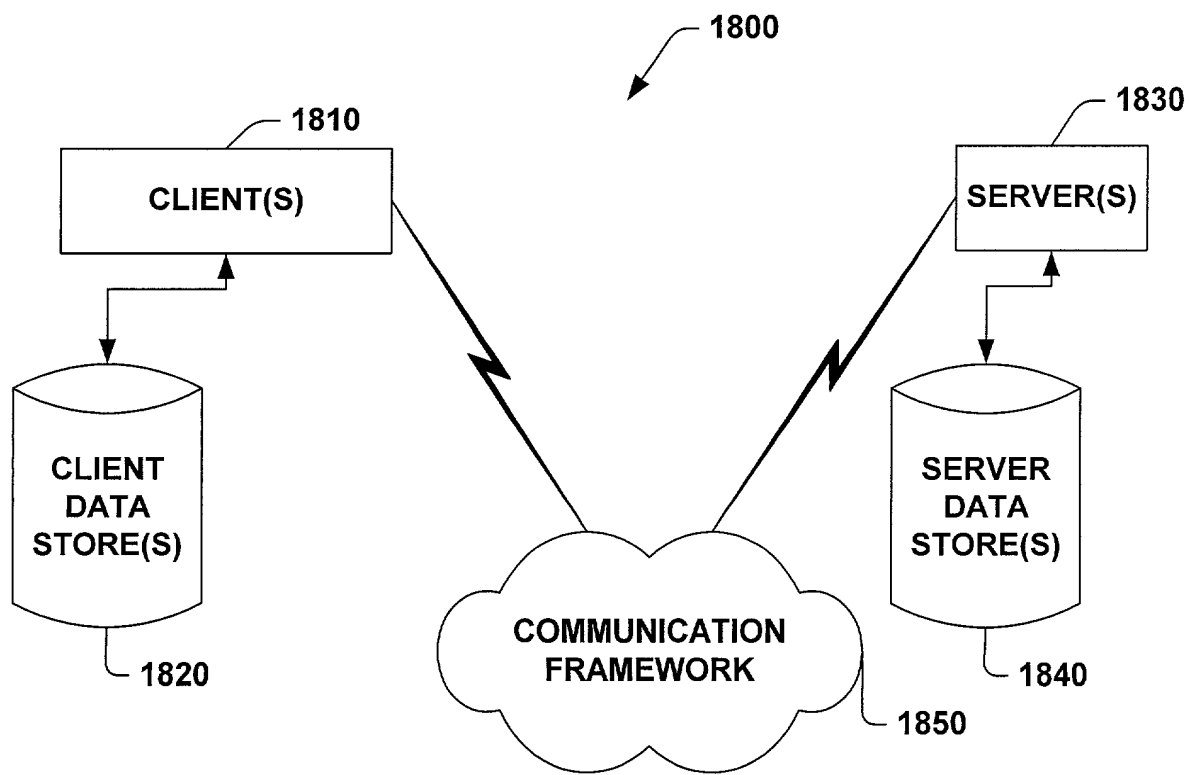 1800
1810
1830
CLIENT(S)
SERVER(S)
CLIENT
DATA
STORE(S)
SERVER
DATA
STORE(S)
COMMUNICATION
FRAMEWORK
1820
1840
1850